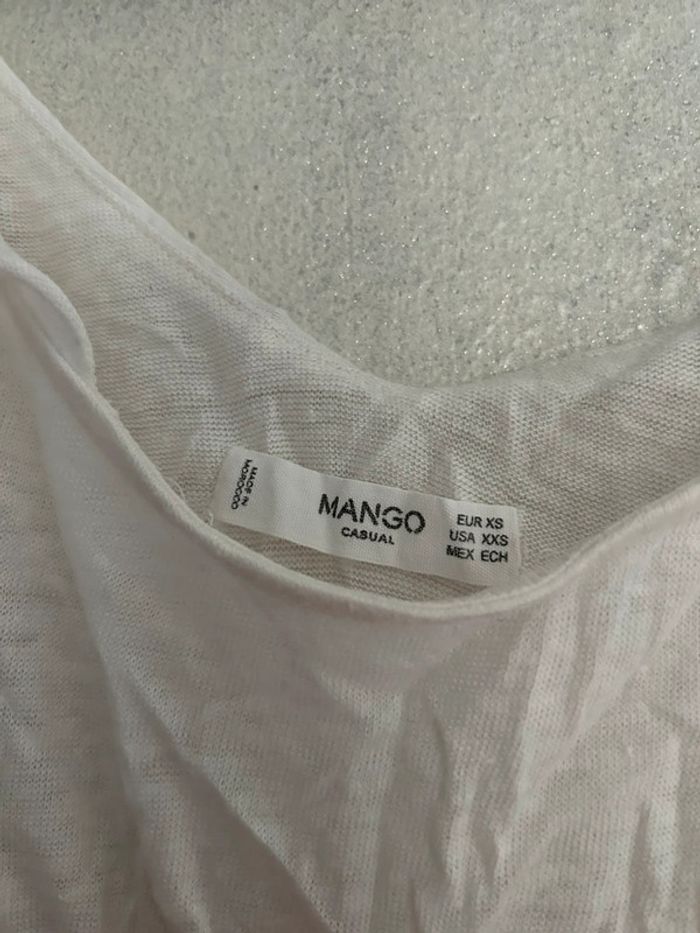 MADE IN
MOROCCO
MANGO
CASUAL
EUR XS
USA XXS
MEX ECH